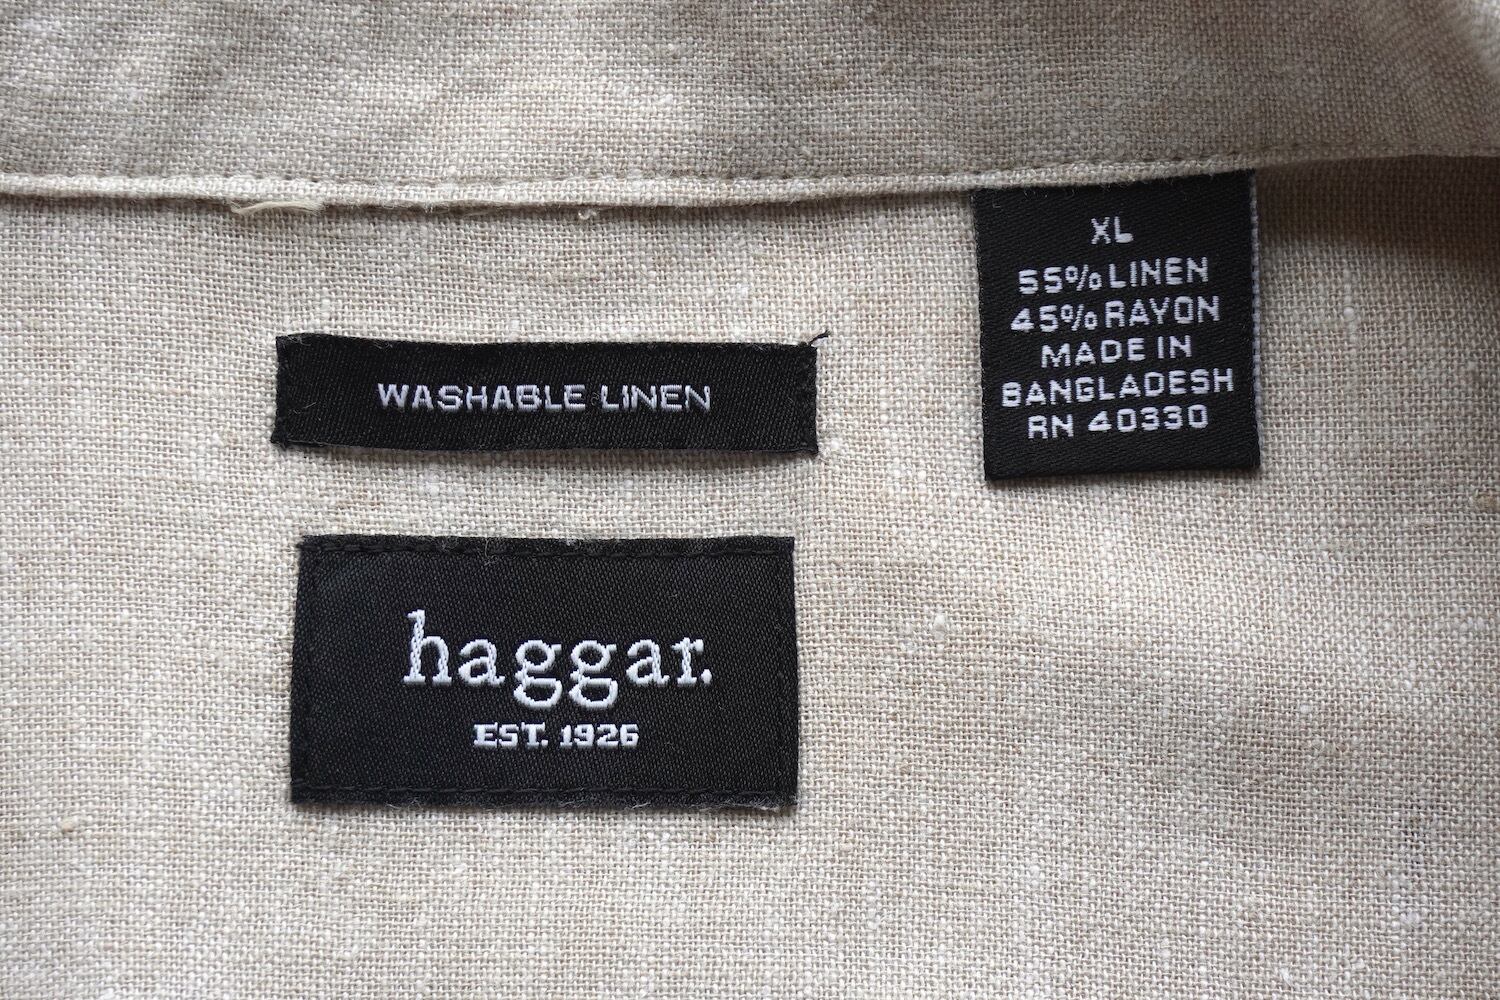 XL
55% LINEN
45% RAYON
MADE IN
BANGLADESH
RN 40330
WASHABLE LINEN
haggar.
EST. 1926